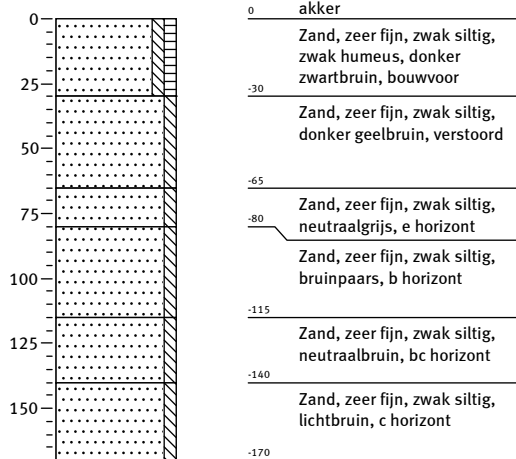 0
25
50
75
100
125
150
0
akker
Zand, zeer fijn, zwak siltig,
zwak humeus, donker
zwartbruin, bouwvoor
-30
Zand, zeer fijn, zwak siltig,
donker geelbruin, verstoord
-65
Zand, zeer fijn, zwak siltig,
neutraalgrijs, e horizont
-80
Zand, zeer fijn, zwak siltig,
bruinpaars, b horizont
-115
Zand, zeer fijn, zwak siltig,
neutraalbruin, bc horizont
-140
Zand, zeer fijn, zwak siltig,
lichtbruin, c horizont
-170